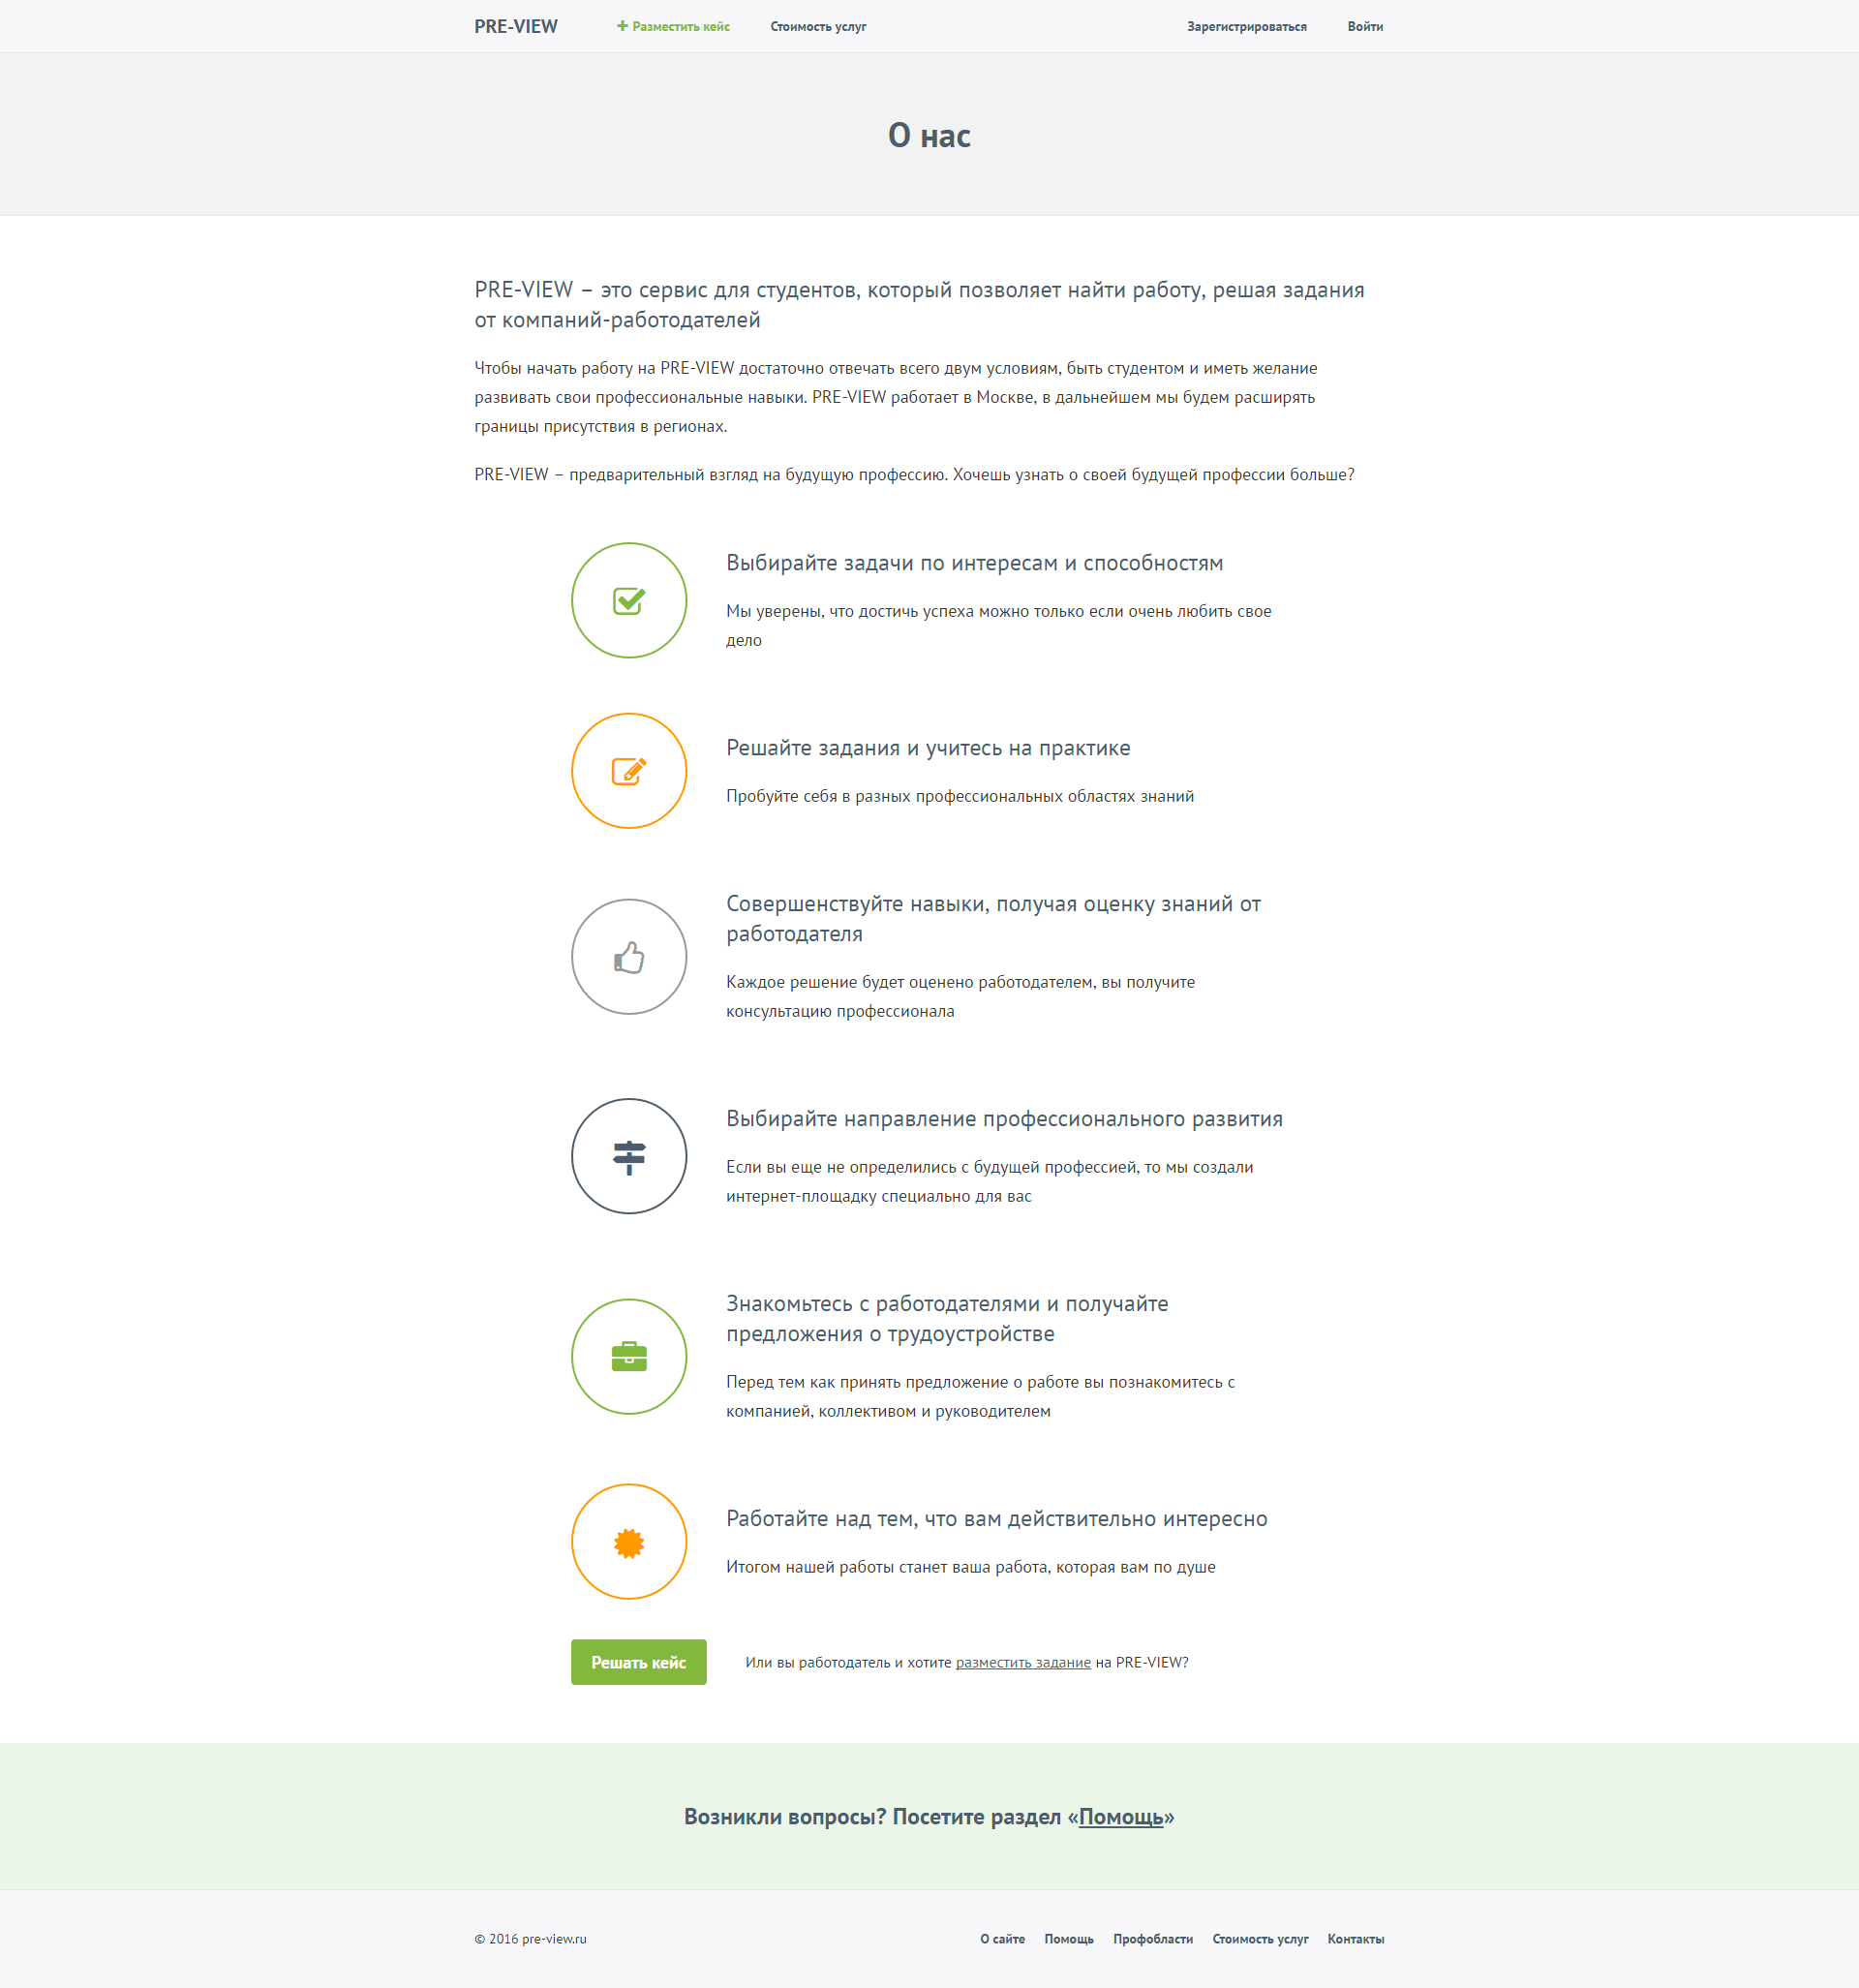 PRE-VIEW
Разместить кейс
Стоимость услуг
Зарегистрироваться
Войти
О нас
PRE-VIEW – это сервис для студентов, который позволяет найти работу, решая задания
от компаний-работодателей
Чтобы начать работу на PRE-VIEW достаточно отвечать всего двум условиям, быть студентом и иметь желание
развивать свои профессиональные навыки. PRE-VIEW работает в Москве, в дальнейшем мы будем расширять
границы присутствия в регионах.
PRE-VIEW – предварительный взгляд на будущую профессию. Хочешь узнать о своей будущей профессии больше?
Выбирайте задачи по интересам и способностям
Мы уверены, что достичь успеха можно только если очень любить свое
дело
Решайте задания и учитесь на практике
Пробуйте себя в разных профессиональных областях знаний
Совершенствуйте навыки, получая оценку знаний от
работодателя
Каждое решение будет оценено работодателем, вы получите
консультацию профессионала
Выбирайте направление профессионального развития
Если вы еще не определились с будущей профессией, то мы создали
интернет-площадку специально для вас
Знакомьтесь с работодателями и получайте
предложения о трудоустройстве
Перед тем как принять предложение о работе вы познакомитесь с
компанией, коллективом и руководителем
Работайте над тем, что вам действительно интересно
Итогом нашей работы станет ваша работа, которая вам по душе
Решать кейс
Или вы работодатель и хотите разместить задание на PRE-VIEW?
Возникли вопросы? Посетите раздел «Помощь»
© 2016 pre-view.ru
О сайте
Помощь
Профобласти
Стоимость услуг
Контакты